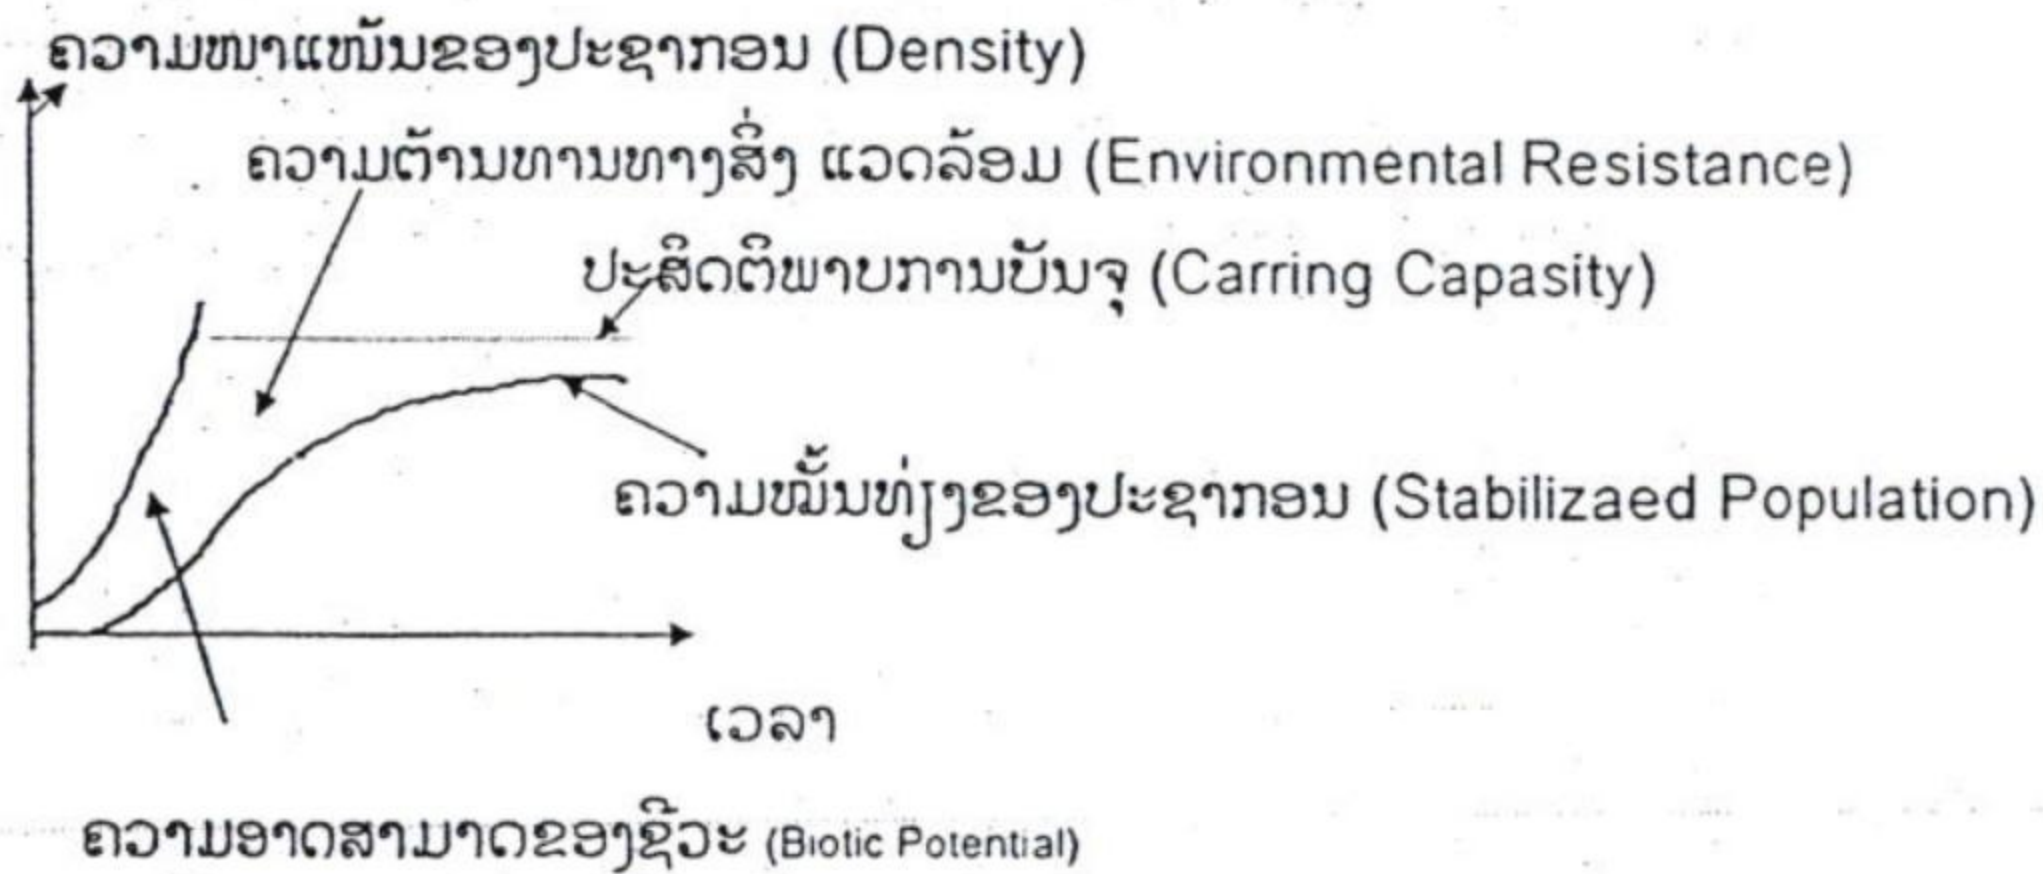 ຄວາມໜາແໜ້ນຂອງປະຊາກອນ (Density)
ຄວາມຕ້ານທານທາງສິ່ງ ແວດລ້ອມ (Environmental Resistance)
ປະສິດຕິພາບການບັນຈຸ (Carring Capasity)
ຄວາມໝັ້ນທ່ຽງຂອງປະຊາກອນ (Stabilizaed Population)
ເວລາ
ຄວາມອາດສາມາດຂອງຊີວະ (Biotic Potential)